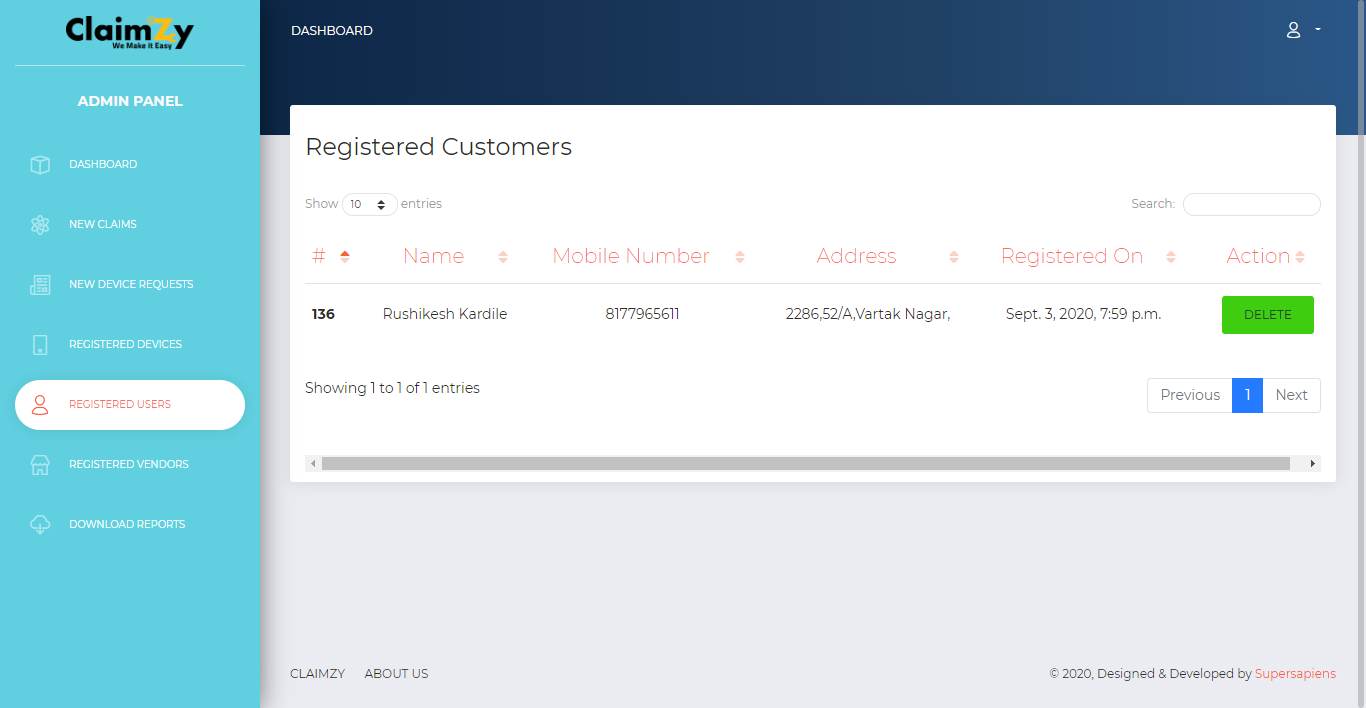 ClaimZy
We Make it Easy
ADMIN PANEL
DASHBOARD
NEW CLAIMS
NEW DEVICE REQUESTS
REGISTERED DEVICES
REGISTERED USERS
REGISTERED VENDORS
DOWNLOAD REPORTS
DASHBOARD
Registered Customers
Show 10 entries Search:
# Name Mobile Number Address Registered On Action
136 Rushikesh Kardile 8177965611 2286,52/A,Vartak Nagar, Sept. 3, 2020, 7:59 p.m. DELETE
Showing 1 to 1 of 1 entries Previous 1 Next
CLAIMZY ABOUT US © 2020, Designed & Developed by Supersapiens